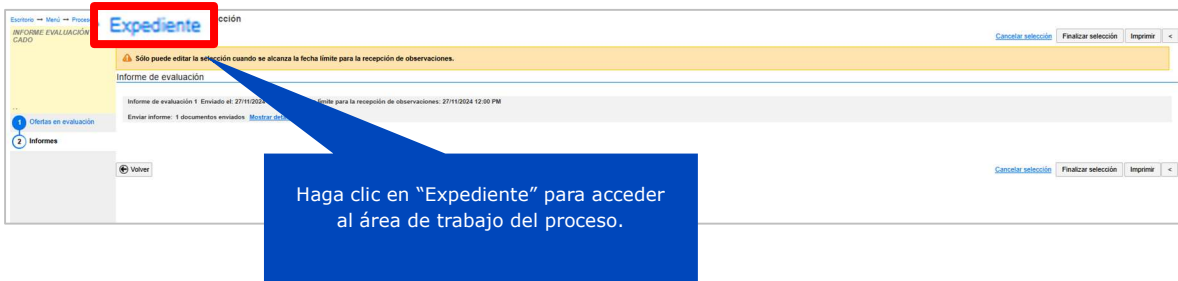 Escritorio → Menú → Proces
Expediente
cción
INFORME EVALUACIÓN
CADO
Cancelar selección Finalizar selección Imprimir <
Sólo puede editar la selección cuando se alcanza la fecha límite para la recepción de observaciones.
Informe de evaluación
Informe de evaluación 1 Enviado el: 27/11/2024 límite para la recepción de observaciones: 27/11/2024 12:00 PM
Enviar informe: 1 documentos enviados Mostrar
..
1 Ofertas en evaluación
2 Informes
Volver
Cancelar selección Finalizar selección Imprimir <
Haga clic en “Expediente” para acceder
al área de trabajo del proceso.